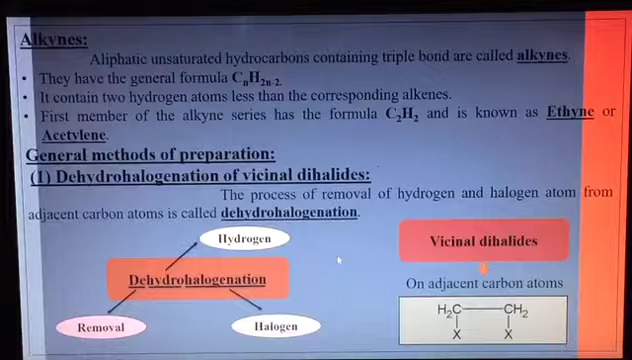 Alkynes:
Aliphatic unsaturated hydrocarbons containing triple bond are called alkynes.
• They have the general formula CnH2n-2.
• It contain two hydrogen atoms less than the corresponding alkenes.
• First member of the alkyne series has the formula C2H2 and is known as Ethyne or
Acetylene.
General methods of preparation:
(1) Dehydrohalogenation of vicinal dihalides:
The process of removal of hydrogen and halogen atom from
adjacent carbon atoms is called dehydrohalogenation.
Hydrogen
Dehydrohalogenation
Removal
Halogen
Vicinal dihalides
On adjacent carbon atoms
H2C CH2
X X